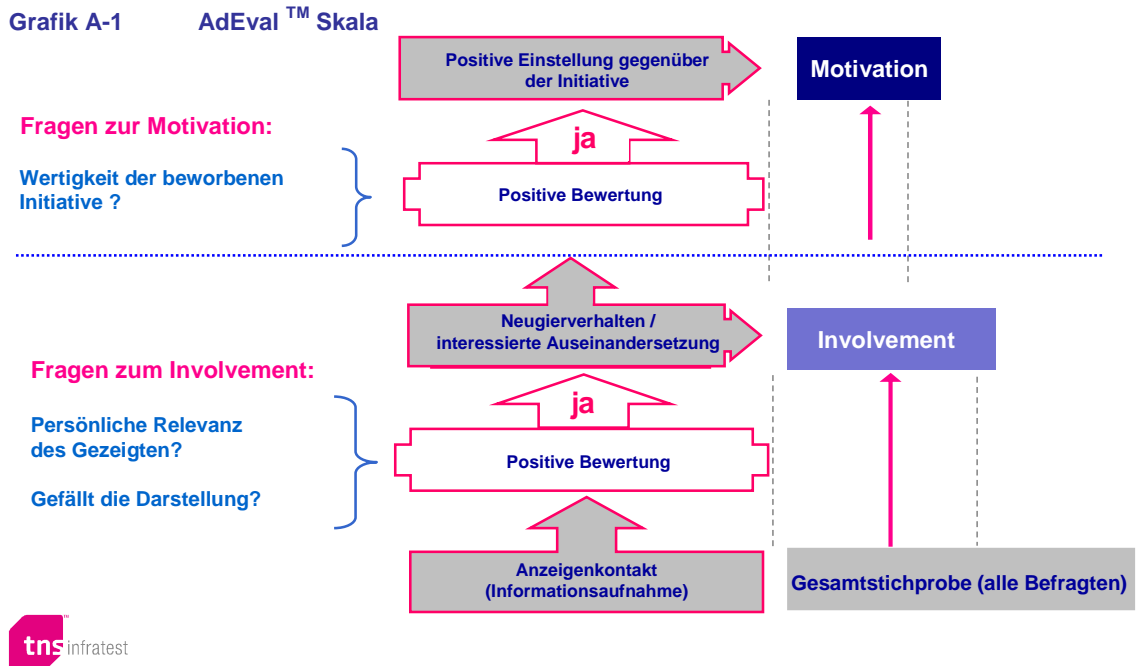 Grafik A-1 AdEval ™ Skala
Positive Einstellung gegenüber
der Initiative
Motivation
Fragen zur Motivation:
ja
Wertigkeit der beworbenen
Initiative ?
Positive Bewertung
Neugierverhalten /
interessierte Auseinandersetzung
Involvement
Fragen zum Involvement:
ja
Persönliche Relevanz
des Gezeigten?
Positive Bewertung
Gefällt die Darstellung?
Anzeigenkontakt
(Informationsaufnahme)
Gesamtstichprobe (alle Befragten)
tns infratest